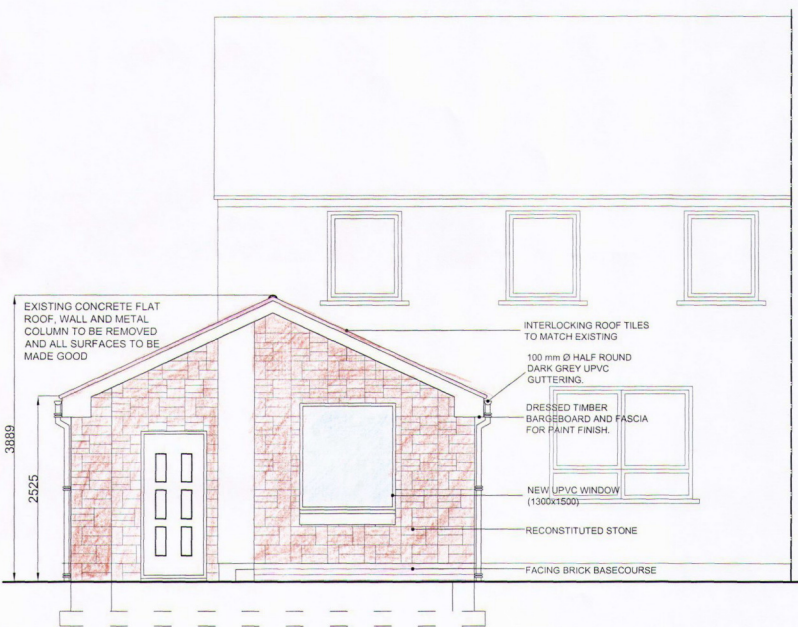 EXISTING CONCRETE FLAT
ROOF, WALL AND METAL
COLUMN TO BE REMOVED
AND ALL SURFACES TO BE
MADE GOOD
3889
2525
INTERLOCKING ROOF TILES
TO MATCH EXISTING
100 mm Ø HALF ROUND
DARK GREY UPVC
GUTTERING.
DRESSED TIMBER
BARGEBOARD AND FASCIA
FOR PAINT FINISH.
NEW UPVC WINDOW
(1300x1500)
RECONSTITUTED STONE
FACING BRICK BASECOURSE